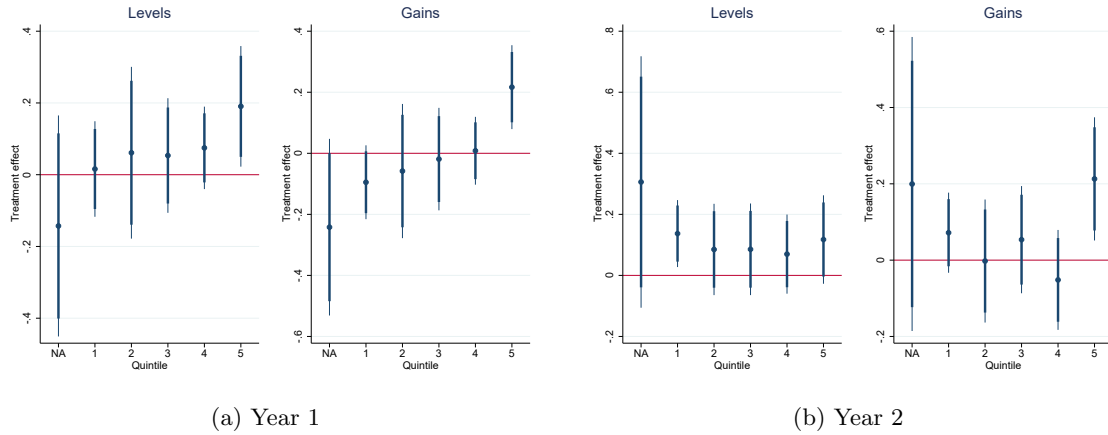 Levels
Treatment effect
.4
.2
0
-.2
-.4
NA 1 2 3 4 5
Quintile
Gains
Treatment effect
.4
.2
0
-.2
-.4
-.6
NA 1 2 3 4 5
Quintile
(a) Year 1
Levels
Treatment effect
.8
.6
.4
.2
0
-.2
NA 1 2 3 4 5
Quintile
Gains
Treatment effect
.6
.4
.2
0
-.2
NA 1 2 3 4 5
Quintile
(b) Year 2